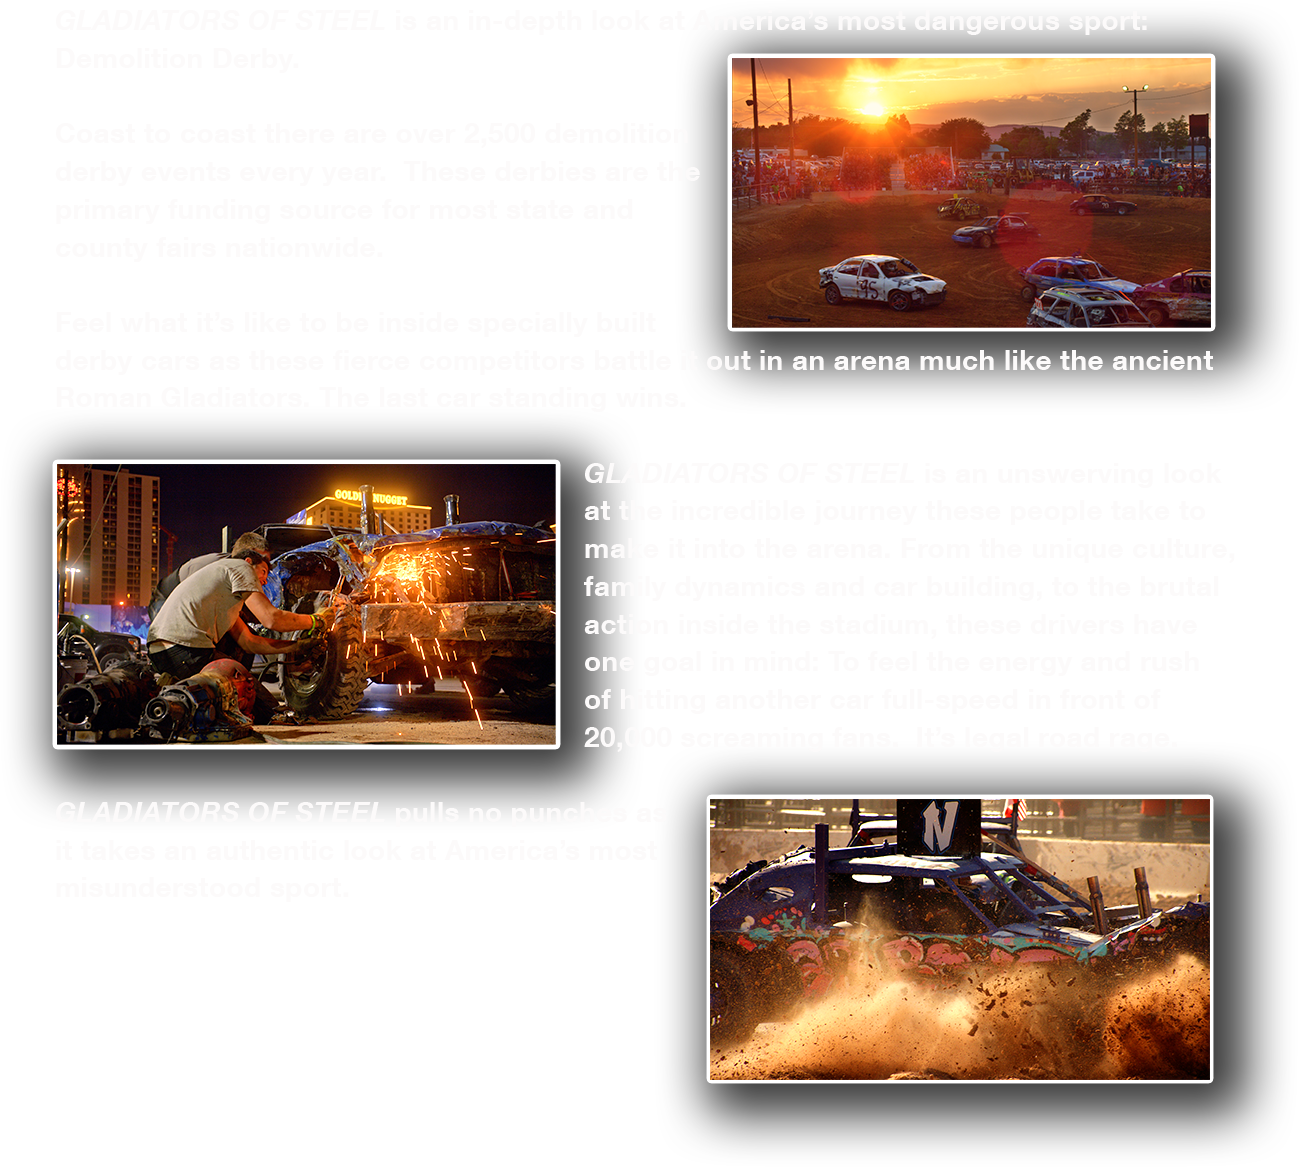 GLADIATORS OF STEEL is an in-depth look at America's most dangerous sport:
Demolition Derby.
Coast to coast there are over 2,500 demolition
derby events every year. These derbies are the
primary funding source for most state and
county fairs nationwide.
Feel what it's like to be inside specially built
derby cars as these fierce competitors battle it out in an arena much like the ancient
Roman Gladiators. The last car standing wins.
GOLDEN NUGGET
45
GLADIATORS OF STEEL is an unswerving look
at the incredible journey these people take to
make it into the arena. From the unique culture,
family dynamics and car building, to the brutal
action inside the stadium, these drivers have
one goal in mind: To feel the energy and rush
of hitting another car full-speed in front of
20,000 screaming fans. It's legal road rage.
GLADIATORS OF STEEL pulls no punches as
it takes an authentic look at America's most
misunderstood sport.
N